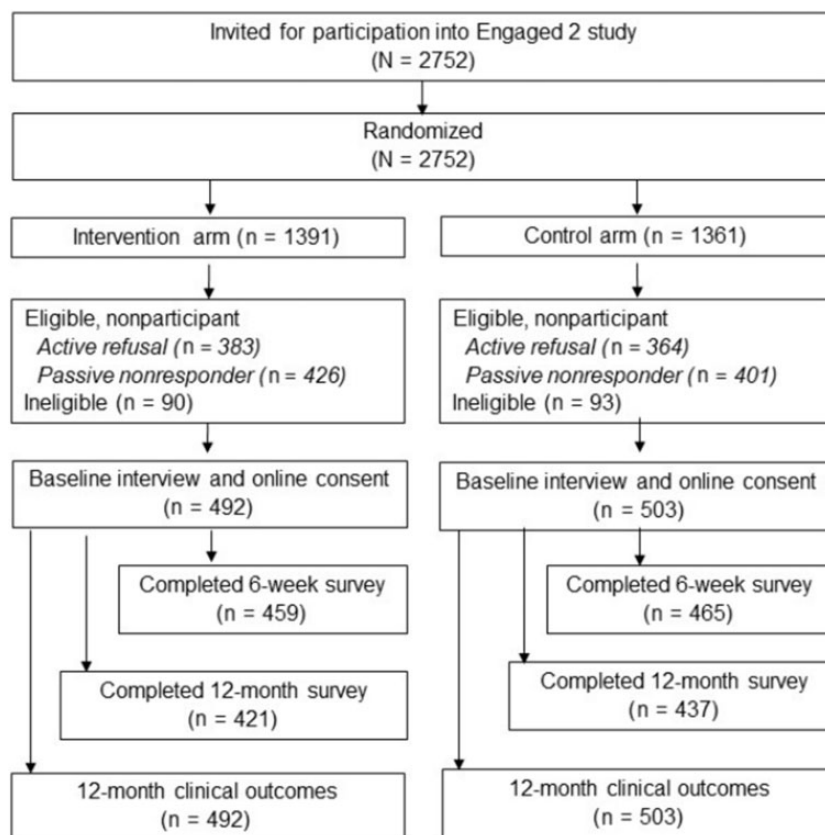 Invited for participation into Engaged 2 study
(N = 2752)
Randomized
(N = 2752)
Intervention arm (n = 1391)
Control arm (n = 1361)
Eligible, nonparticipant
Active refusal (n = 383)
Passive nonresponder (n = 426)
Ineligible (n = 90)
Eligible, nonparticipant
Active refusal (n = 364)
Passive nonresponder (n = 401)
Ineligible (n = 93)
Baseline interview and online consent
(n = 492)
Baseline interview and online consent
(n = 503)
Completed 6-week survey
(n = 459)
Completed 6-week survey
(n = 465)
Completed 12-month survey
(n = 421)
Completed 12-month survey
(n = 437)
12-month clinical outcomes
(n = 492)
12-month clinical outcomes
(n = 503)